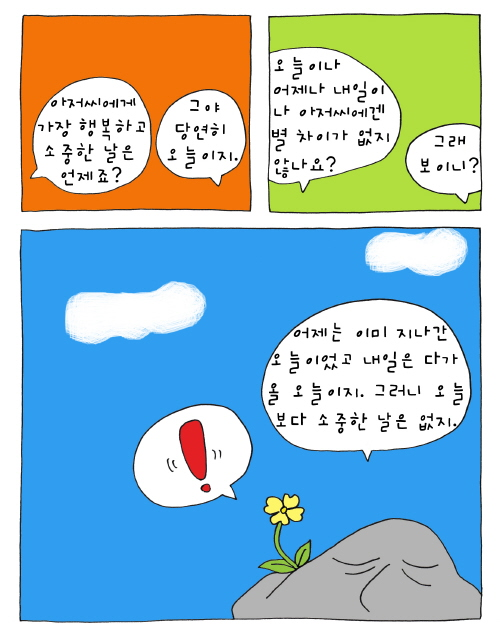 아저씨에게
가장 행복하고
소중한 날은
언제죠?
그야
당연히
오늘이지.
오늘이나
어제나 내일이
나 아저씨에겐
별 차이가 없지
않나요?
그래
보이니?
어제는 이미 지나간
오늘이었고 내일은 다가
올 오늘이지. 그러니 오늘
보다 소중한 날은 없지.
!